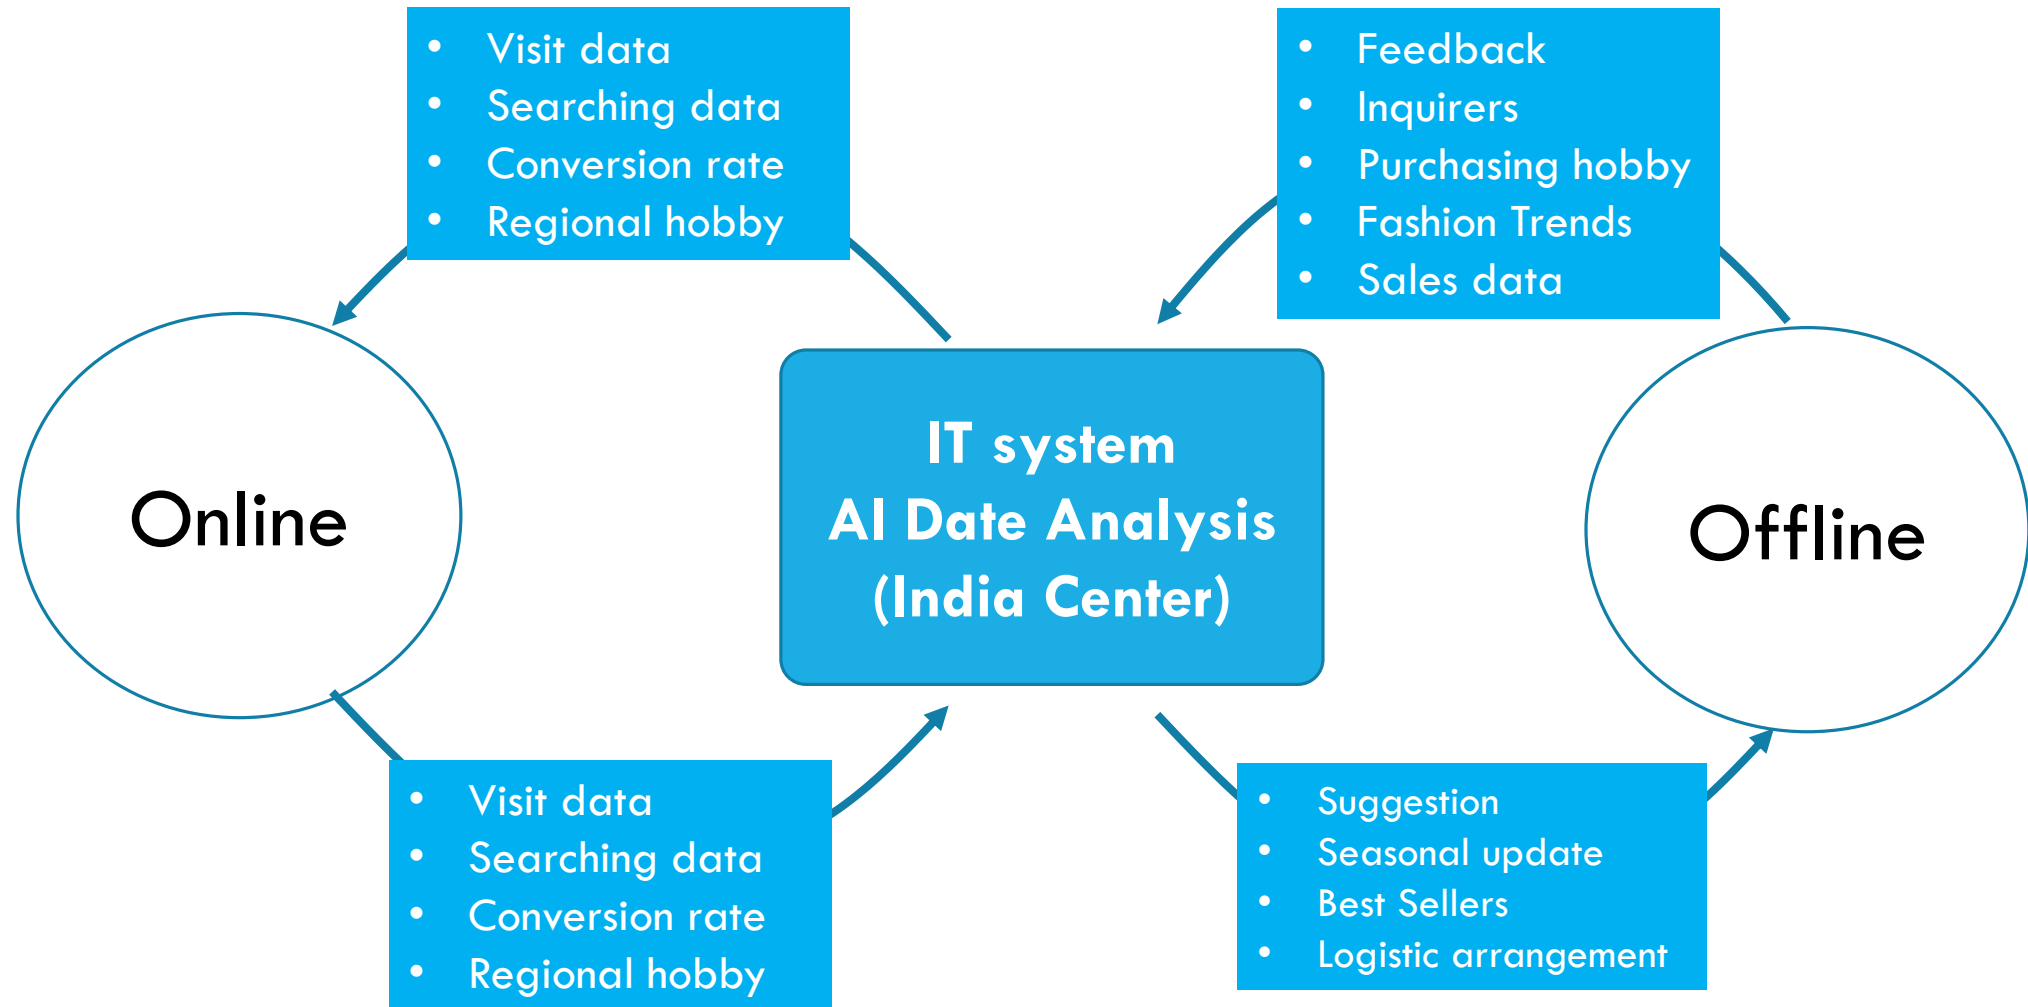 • Visit data
• Searching data
• Conversion rate
• Regional hobby
• Feedback
• Inquirers
• Purchasing hobby
• Fashion Trends
• Sales data
Online
IT system
AI Date Analysis
(India Center)
Offline
• Visit data
• Searching data
• Conversion rate
• Regional hobby
• Suggestion
• Seasonal update
• Best Sellers
• Logistic arrangement